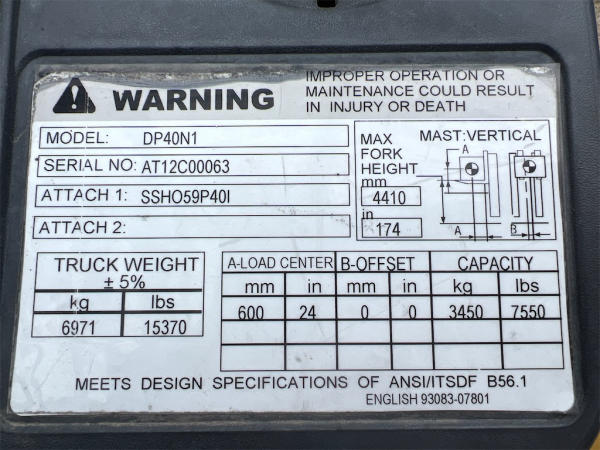 WARNING
IMPROPER OPERATION OR
MAINTENANCE COULD RESULT
IN INJURY OR DEATH
MODEL: DP40N1
SERIAL NO: AT12C00063
ATTACH 1: SSHO59P40I
ATTACH 2:
MAX
FORK
HEIGHT
mm
4410
in
174
MAST:VERTICAL
A
A
B
TRUCK WEIGHT
± 5%
kg lbs
6971 15370
A-LOAD CENTER B-OFFSET CAPACITY
mm in mm in kg lbs
600 24 0 0 3450 7550
MEETS DESIGN SPECIFICATIONS OF ANSI/ITSDF B56.1
ENGLISH 93083-07801